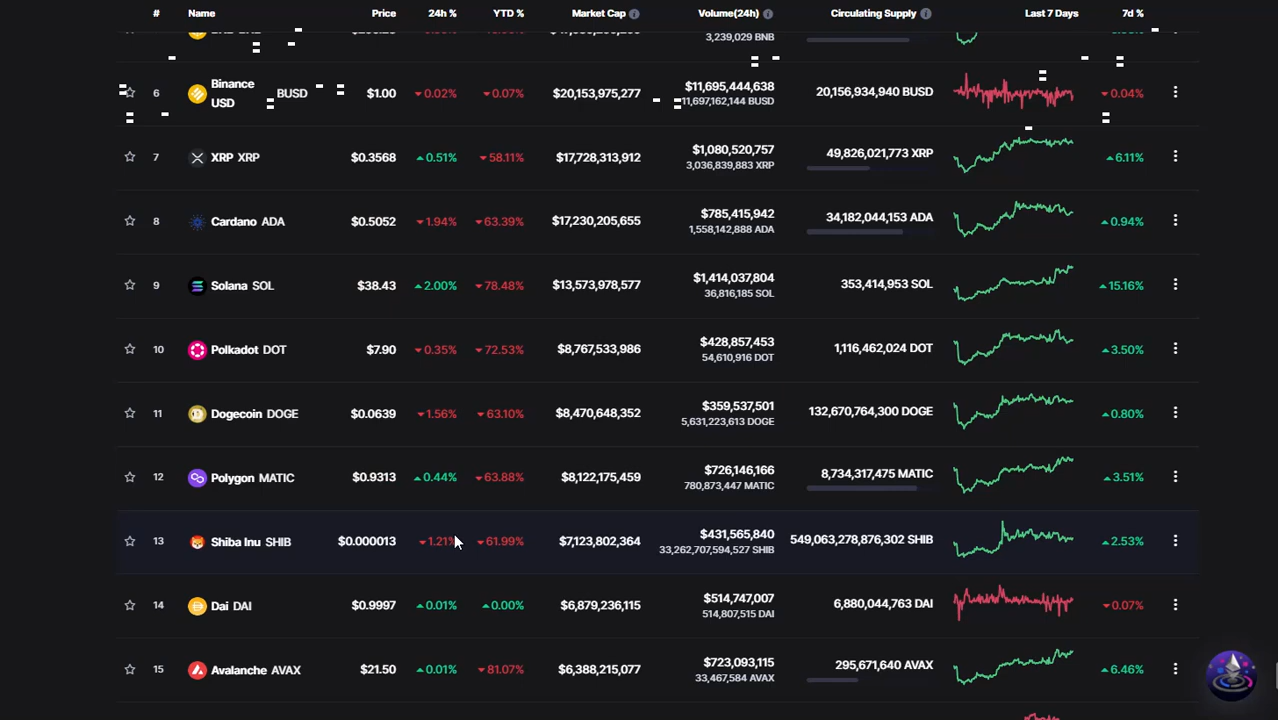 # Name Price 24h % YTD % Market Cap Volume(24h) Circulating Supply Last 7 Days 7d %
3,239,029 BNB
6 Binance USD BUSD $1.00 0.02% 0.07% $20,153,975,277 $11,695,444,638 20,156,934,940 BUSD 0.04%
11,697,162,144 BUSD
7 XRP XRP $0.3568 0.51% 58.11% $17,728,313,912 $1,080,520,757 49,826,021,773 XRP 6.11%
3,036,839,883 XRP
8 Cardano ADA $0.5052 1.94% 63.39% $17,230,205,655 $785,415,942 34,182,044,153 ADA 0.94%
1,558,142,888 ADA
9 Solana SOL $38.43 2.00% 78.48% $13,573,978,577 $1,414,037,804 353,414,953 SOL 15.16%
36,816,185 SOL
10 Polkadot DOT $7.90 0.35% 72.53% $8,767,533,986 $428,857,453 1,116,462,024 DOT 3.50%
54,610,916 DOT
11 Dogecoin DOGE $0.0639 1.56% 63.10% $8,470,648,352 $359,537,501 132,670,764,300 DOGE 0.80%
5,631,223,613 DOGE
12 Polygon MATIC $0.9313 0.44% 63.88% $8,122,175,459 $726,146,166 8,734,317,475 MATIC 3.51%
780,873,447 MATIC
13 Shiba Inu SHIB $0.000013 1.21% 61.99% $7,123,802,364 $431,565,840 549,063,278,876,302 SHIB 2.53%
33,262,707,594,527 SHIB
14 Dai DAI $0.9997 0.01% 0.00% $6,879,236,115 $514,747,007 6,880,044,763 DAI 0.07%
514,807,515 DAI
15 Avalanche AVAX $21.50 0.01% 81.07% $6,388,215,077 $723,093,115 295,671,640 AVAX 6.46%
33,467,584 AVAX